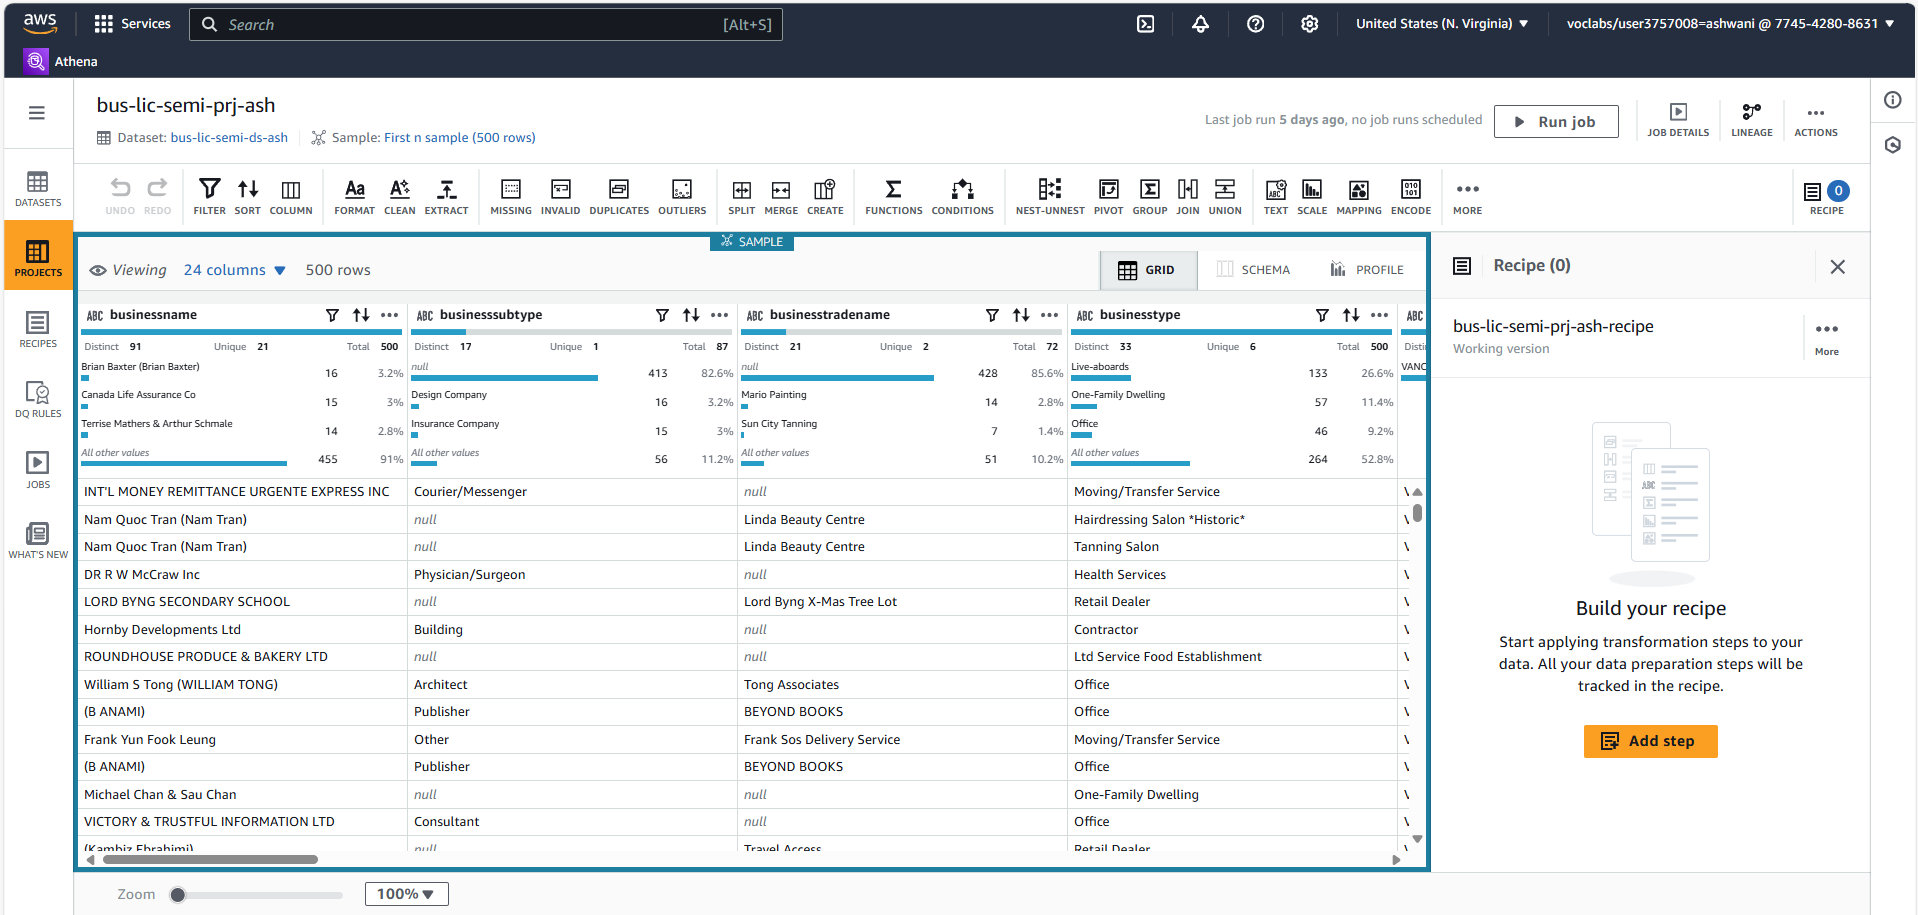 aws
Services
Search
[Alt+S]
United States (N. Virginia)
voclabs/user3757008=ashwani @ 7745-4280-8631
Athena
bus-lic-semi-prj-ash
Dataset: bus-lic-semi-ds-ash
Sample: First n sample (500 rows)
Last job run 5 days ago, no job runs scheduled
Run job
JOB DETAILS
LINEAGE
ACTIONS
DATASETS
PROJECTS
RECIPES
DQ RULES
JOBS
WHAT'S NEW
UNDO REDO FILTER SORT COLUMN FORMAT CLEAN EXTRACT MISSING INVALID DUPLICATES OUTLIERS SPLIT MERGE CREATE FUNCTIONS CONDITIONS NEST-UNNEST PIVOT GROUP JOIN UNION TEXT SCALE MAPPING ENCODE MORE
0
RECIPE
SAMPLE
Viewing 24 columns 500 rows
GRID SCHEMA PROFILE
ABC businessname ABC businesssubtype ABC businesstradename ABC businesstype ABC
Distinct 91 Unique 21 Total 500 Distinct 17 Unique 1 Total 87 Distinct 21 Unique 2 Total 72 Distinct 33 Unique 6 Total 500
Brian Baxter (Brian Baxter) 16 3.2% null 413 82.6% null 428 85.6% Live-aboards 133 26.6% VANC
Canada Life Assurance Co 15 3% Design Company 16 3.2% Mario Painting 14 2.8% One-Family Dwelling 57 11.4%
Terrise Mathers & Arthur Schmale 14 2.8% Insurance Company 15 3% Sun City Tanning 7 1.4% Office 46 9.2%
All other values 455 91% All other values 56 11.2% All other values 51 10.2% All other values 264 52.8%
INT'L MONEY REMITTANCE URGENTE EXPRESS INC Courier/Messenger null Moving/Transfer Service
Nam Quoc Tran (Nam Tran) null Linda Beauty Centre Hairdressing Salon *Historic*
Nam Quoc Tran (Nam Tran) null Linda Beauty Centre Tanning Salon
DR R W McCraw Inc Physician/Surgeon null Health Services
LORD BYNG SECONDARY SCHOOL null Lord Byng X-Mas Tree Lot Retail Dealer
Hornby Developments Ltd Building null Contractor
ROUNDHOUSE PRODUCE & BAKERY LTD null null Ltd Service Food Establishment
William S Tong (WILLIAM TONG) Architect Tong Associates Office
(B ANAMI) Publisher BEYOND BOOKS Office
Frank Yun Fook Leung Other Frank Sos Delivery Service Moving/Transfer Service
(B ANAMI) Publisher BEYOND BOOKS Office
Michael Chan & Sau Chan null null One-Family Dwelling
VICTORY & TRUSTFUL INFORMATION LTD Consultant null Office
(Kambiz Ebrahimi) null Travel Access Retail Dealer
Zoom
100%
Recipe (0)
bus-lic-semi-prj-ash-recipe
Working version
More
Build your recipe
Start applying transformation steps to your
data. All your data preparation steps will be
tracked in the recipe.
Add step